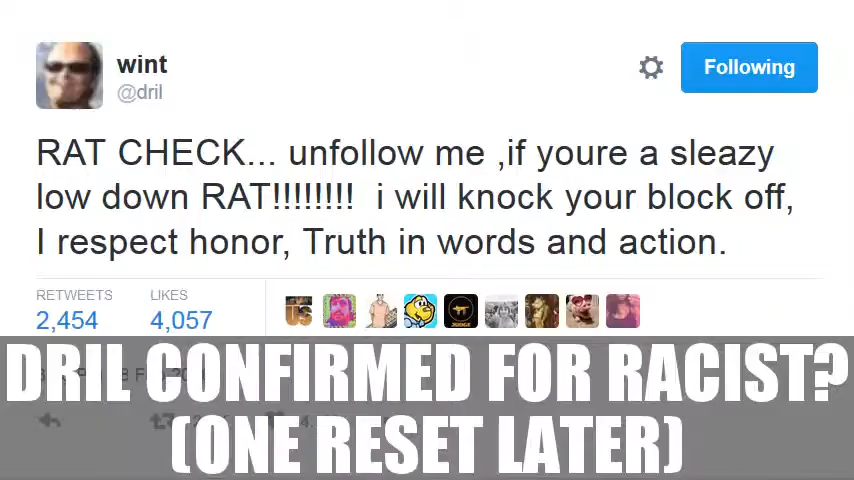 wint
@dril
Following
RAT CHECK... unfollow me ,if youre a sleazy
low down RAT!!!!!!!!  i will knock your block off,
I respect honor, Truth in words and action.
RETWEETS
LIKES
2,454
4,057
US
JUDGE
DRIL CONFIRMED FOR RACIST?
(ONE RESET LATER)